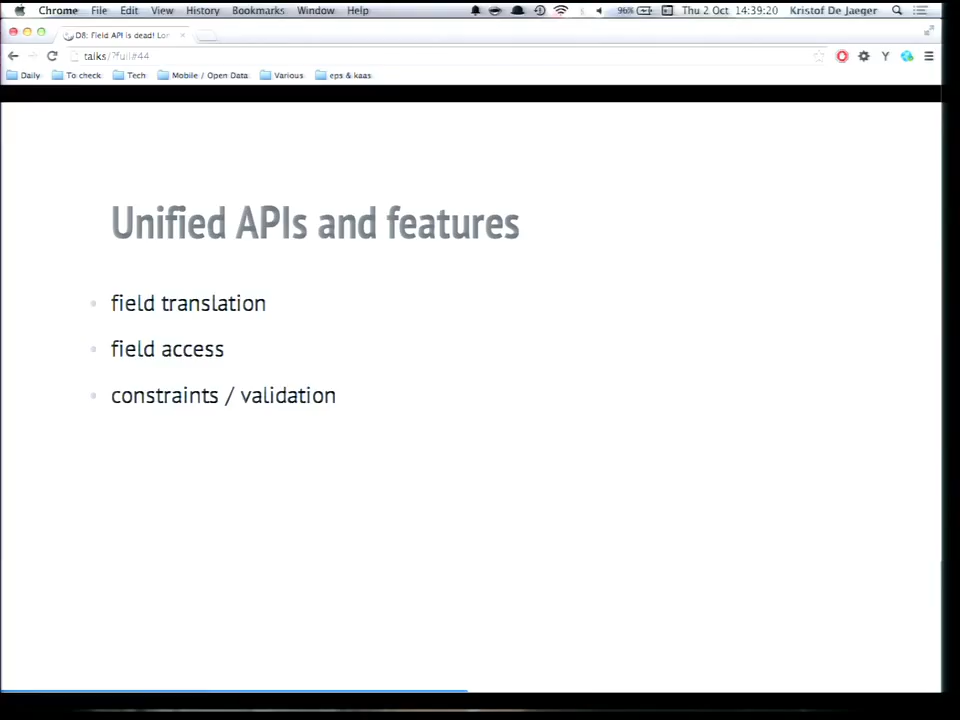 Chrome File Edit View History Bookmarks Window Help 96% Thu 2 Oct 14:39:20 Kristof De Jaeger
D8: Field API is dead! Lor
talks/?full#44
Daily To check Tech Mobile / Open Data Various eps & kaas
Unified APIs and features
field translation
field access
constraints / validation